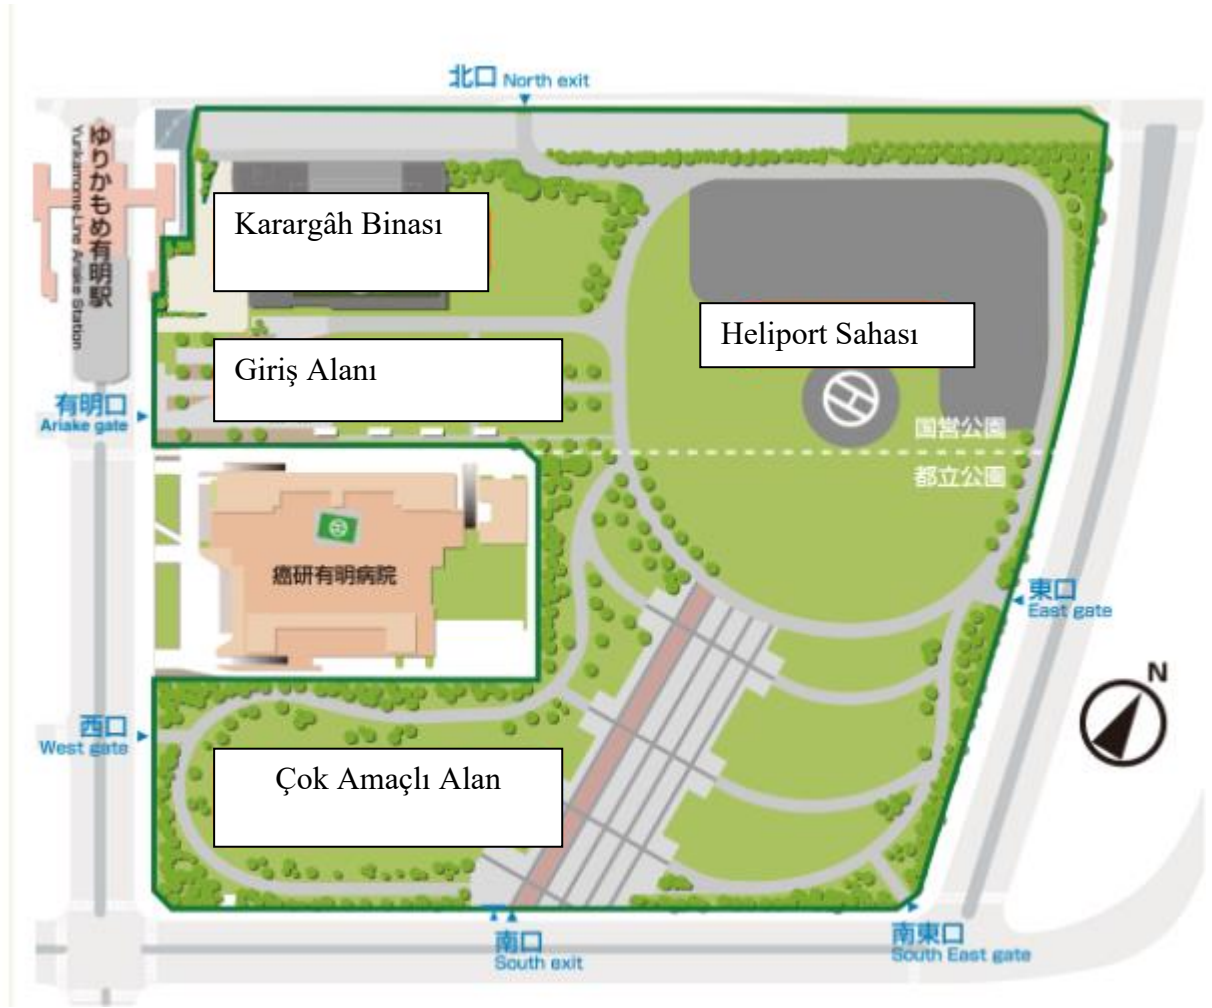 北口 North exit
ゆりかもめ有明駅
Yurikamome-Line Ariake Station
Karargâh Binası
Heliport Sahası
Giriş Alanı
有明口
Ariake gate
国営公園
都立公園
癌研有明病院
東口
East gate
N
西口
West gate
Çok Amaçlı Alan
南口
South exit
南東口
South East gate